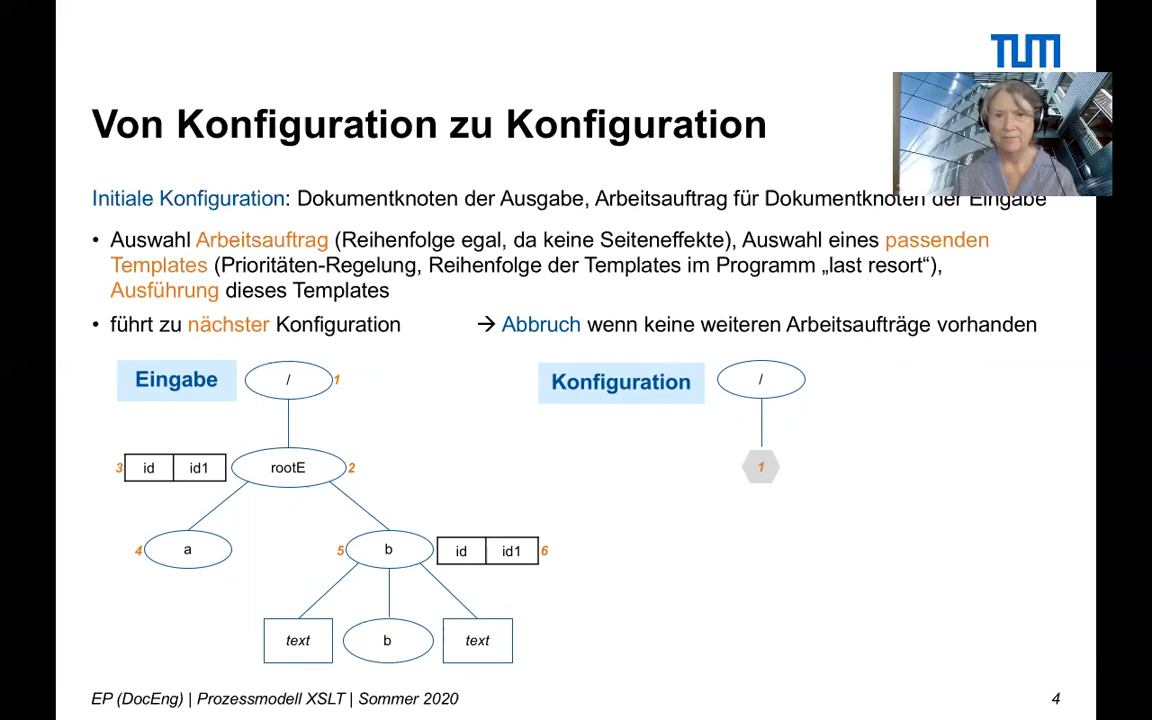 TUM
Von Konfiguration zu Konfiguration
Initiale Konfiguration: Dokumentknoten der Ausgabe, Arbeitsauftrag für Dokumentknoten der Eingabe
• Auswahl Arbeitsauftrag (Reihenfolge egal, da keine Seiteneffekte), Auswahl eines passenden
Templates (Prioritäten-Regelung, Reihenfolge der Templates im Programm „last resort“),
Ausführung dieses Templates
• führt zu nächster Konfiguration → Abbruch wenn keine weiteren Arbeitsaufträge vorhanden
Eingabe / 1 Konfiguration /
3 id id1 rootE 2 1
4 a 5 b id id1 6
text b text
EP (DocEng) | Prozessmodell XSLT | Sommer 2020 4